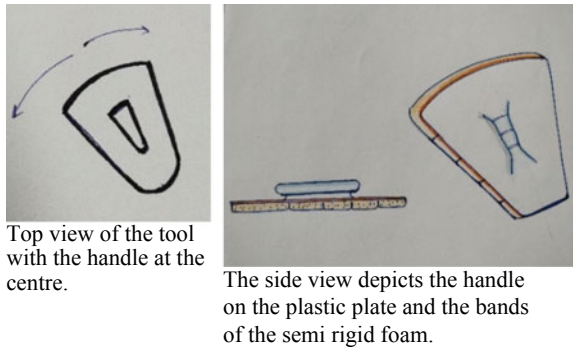 Top view of the tool
with the handle at the
centre.
The side view depicts the handle
on the plastic plate and the bands
of the semi rigid foam.